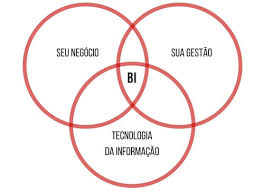 SEU NEGÓCIO
SUA GESTÃO
BI
TECNOLOGIA
DA INFORMAÇÃO